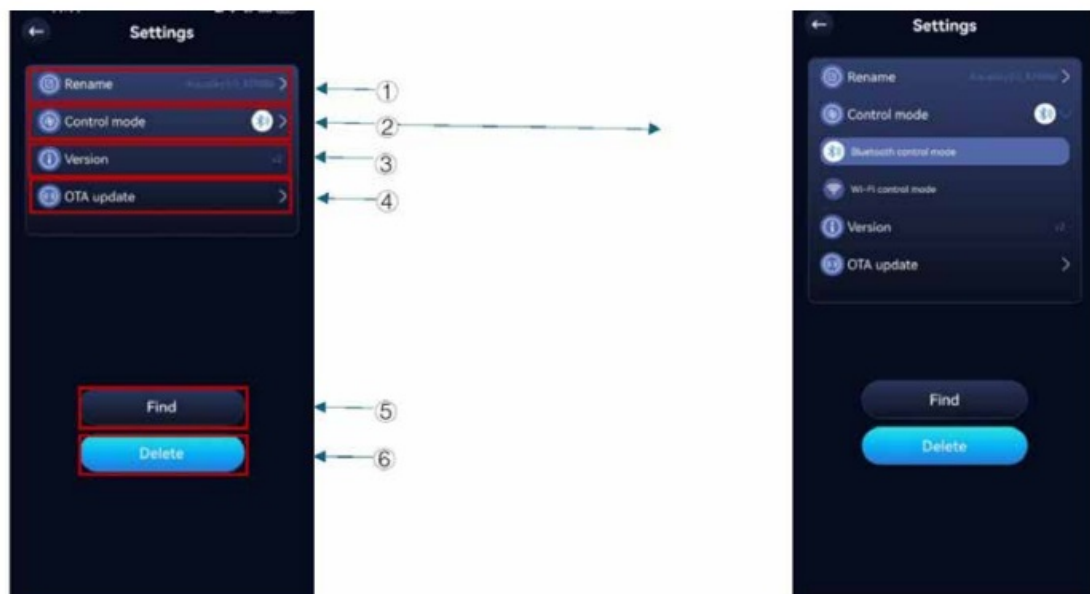 Settings
Rename
Control mode
Version
OTA update
Find
Delete
①
②
③
④
⑤
⑥
Settings
Rename
Control mode
Bluetooth control mode
Wi-Fi control mode
Version
OTA update
Find
Delete